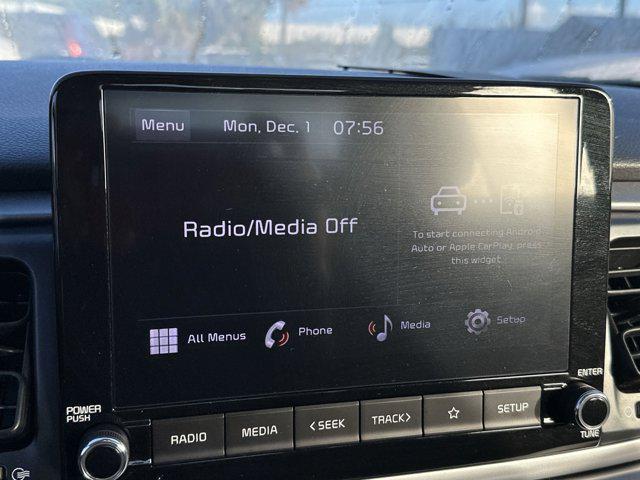 Menu Mon, Dec. 1 07:56
Radio/Media Off
To start connecting Android
Auto or Apple CarPlay, press
this widget.
All Menus Phone Media Setup
POWER
PUSH
ENTER
RADIO MEDIA < SEEK TRACK > SETUP
TUNE